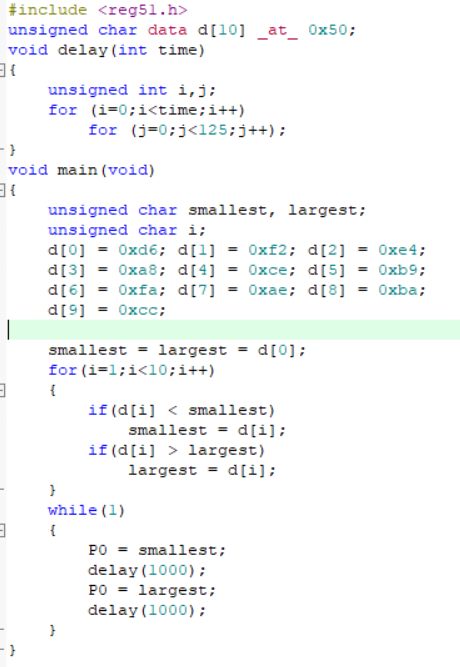 #include <reg51.h>
unsigned char data d[10] _at_ 0x50;
void delay(int time)
{
    unsigned int i,j;
    for (i=0;i<time;i++)
        for (j=0;j<125;j++);
}
void main(void)
{
    unsigned char smallest, largest;
    unsigned char i;
    d[0] = 0xd6; d[1] = 0xf2; d[2] = 0xe4;
    d[3] = 0xa8; d[4] = 0xce; d[5] = 0xb9;
    d[6] = 0xfa; d[7] = 0xae; d[8] = 0xba;
    d[9] = 0xcc;
    smallest = largest = d[0];
    for(i=1;i<10;i++)
    {
        if(d[i] < smallest)
            smallest = d[i];
        if(d[i] > largest)
            largest = d[i];
    }
    while(1)
    {
        P0 = smallest;
        delay(1000);
        P0 = largest;
        delay(1000);
    }
}